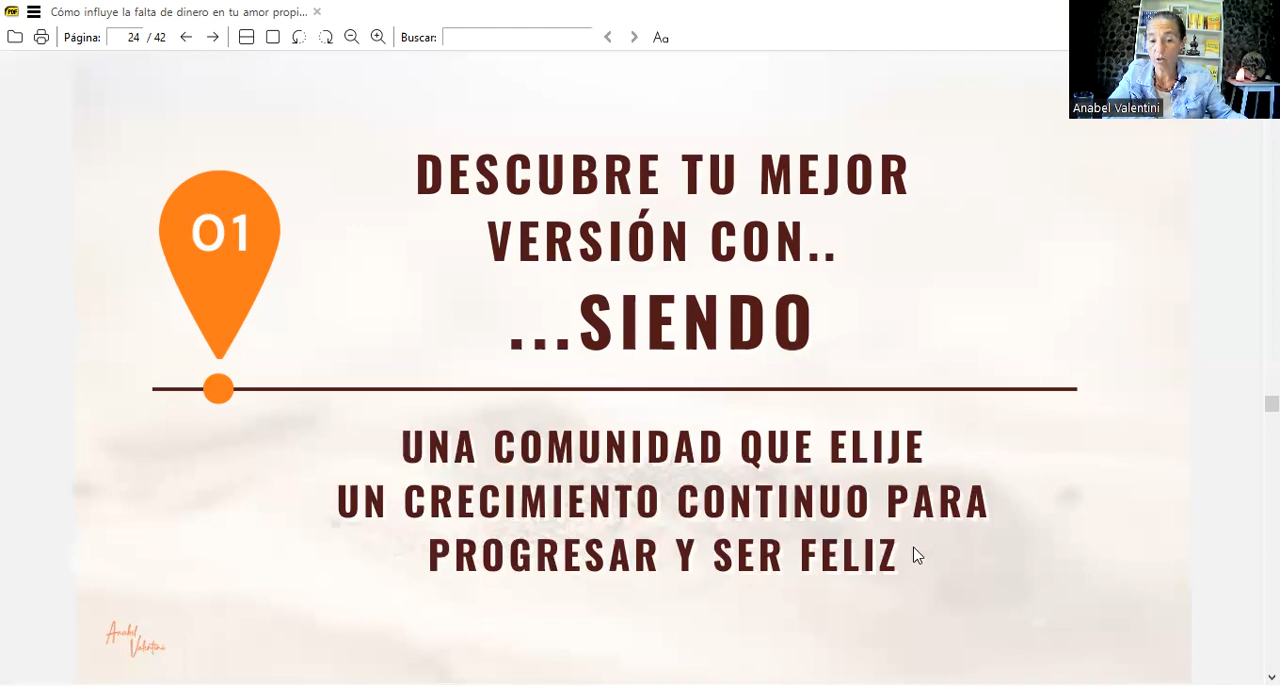 Cómo influye la falta de dinero en tu amor propi...
Página: 24 / 42 Buscar: Aa
Anabel Valentini
01
DESCUBRE TU MEJOR
VERSIÓN CON..
...SIENDO
UNA COMUNIDAD QUE ELIJE
UN CRECIMIENTO CONTINUO PARA
PROGRESAR Y SER FELIZ
Anabel
Valentini